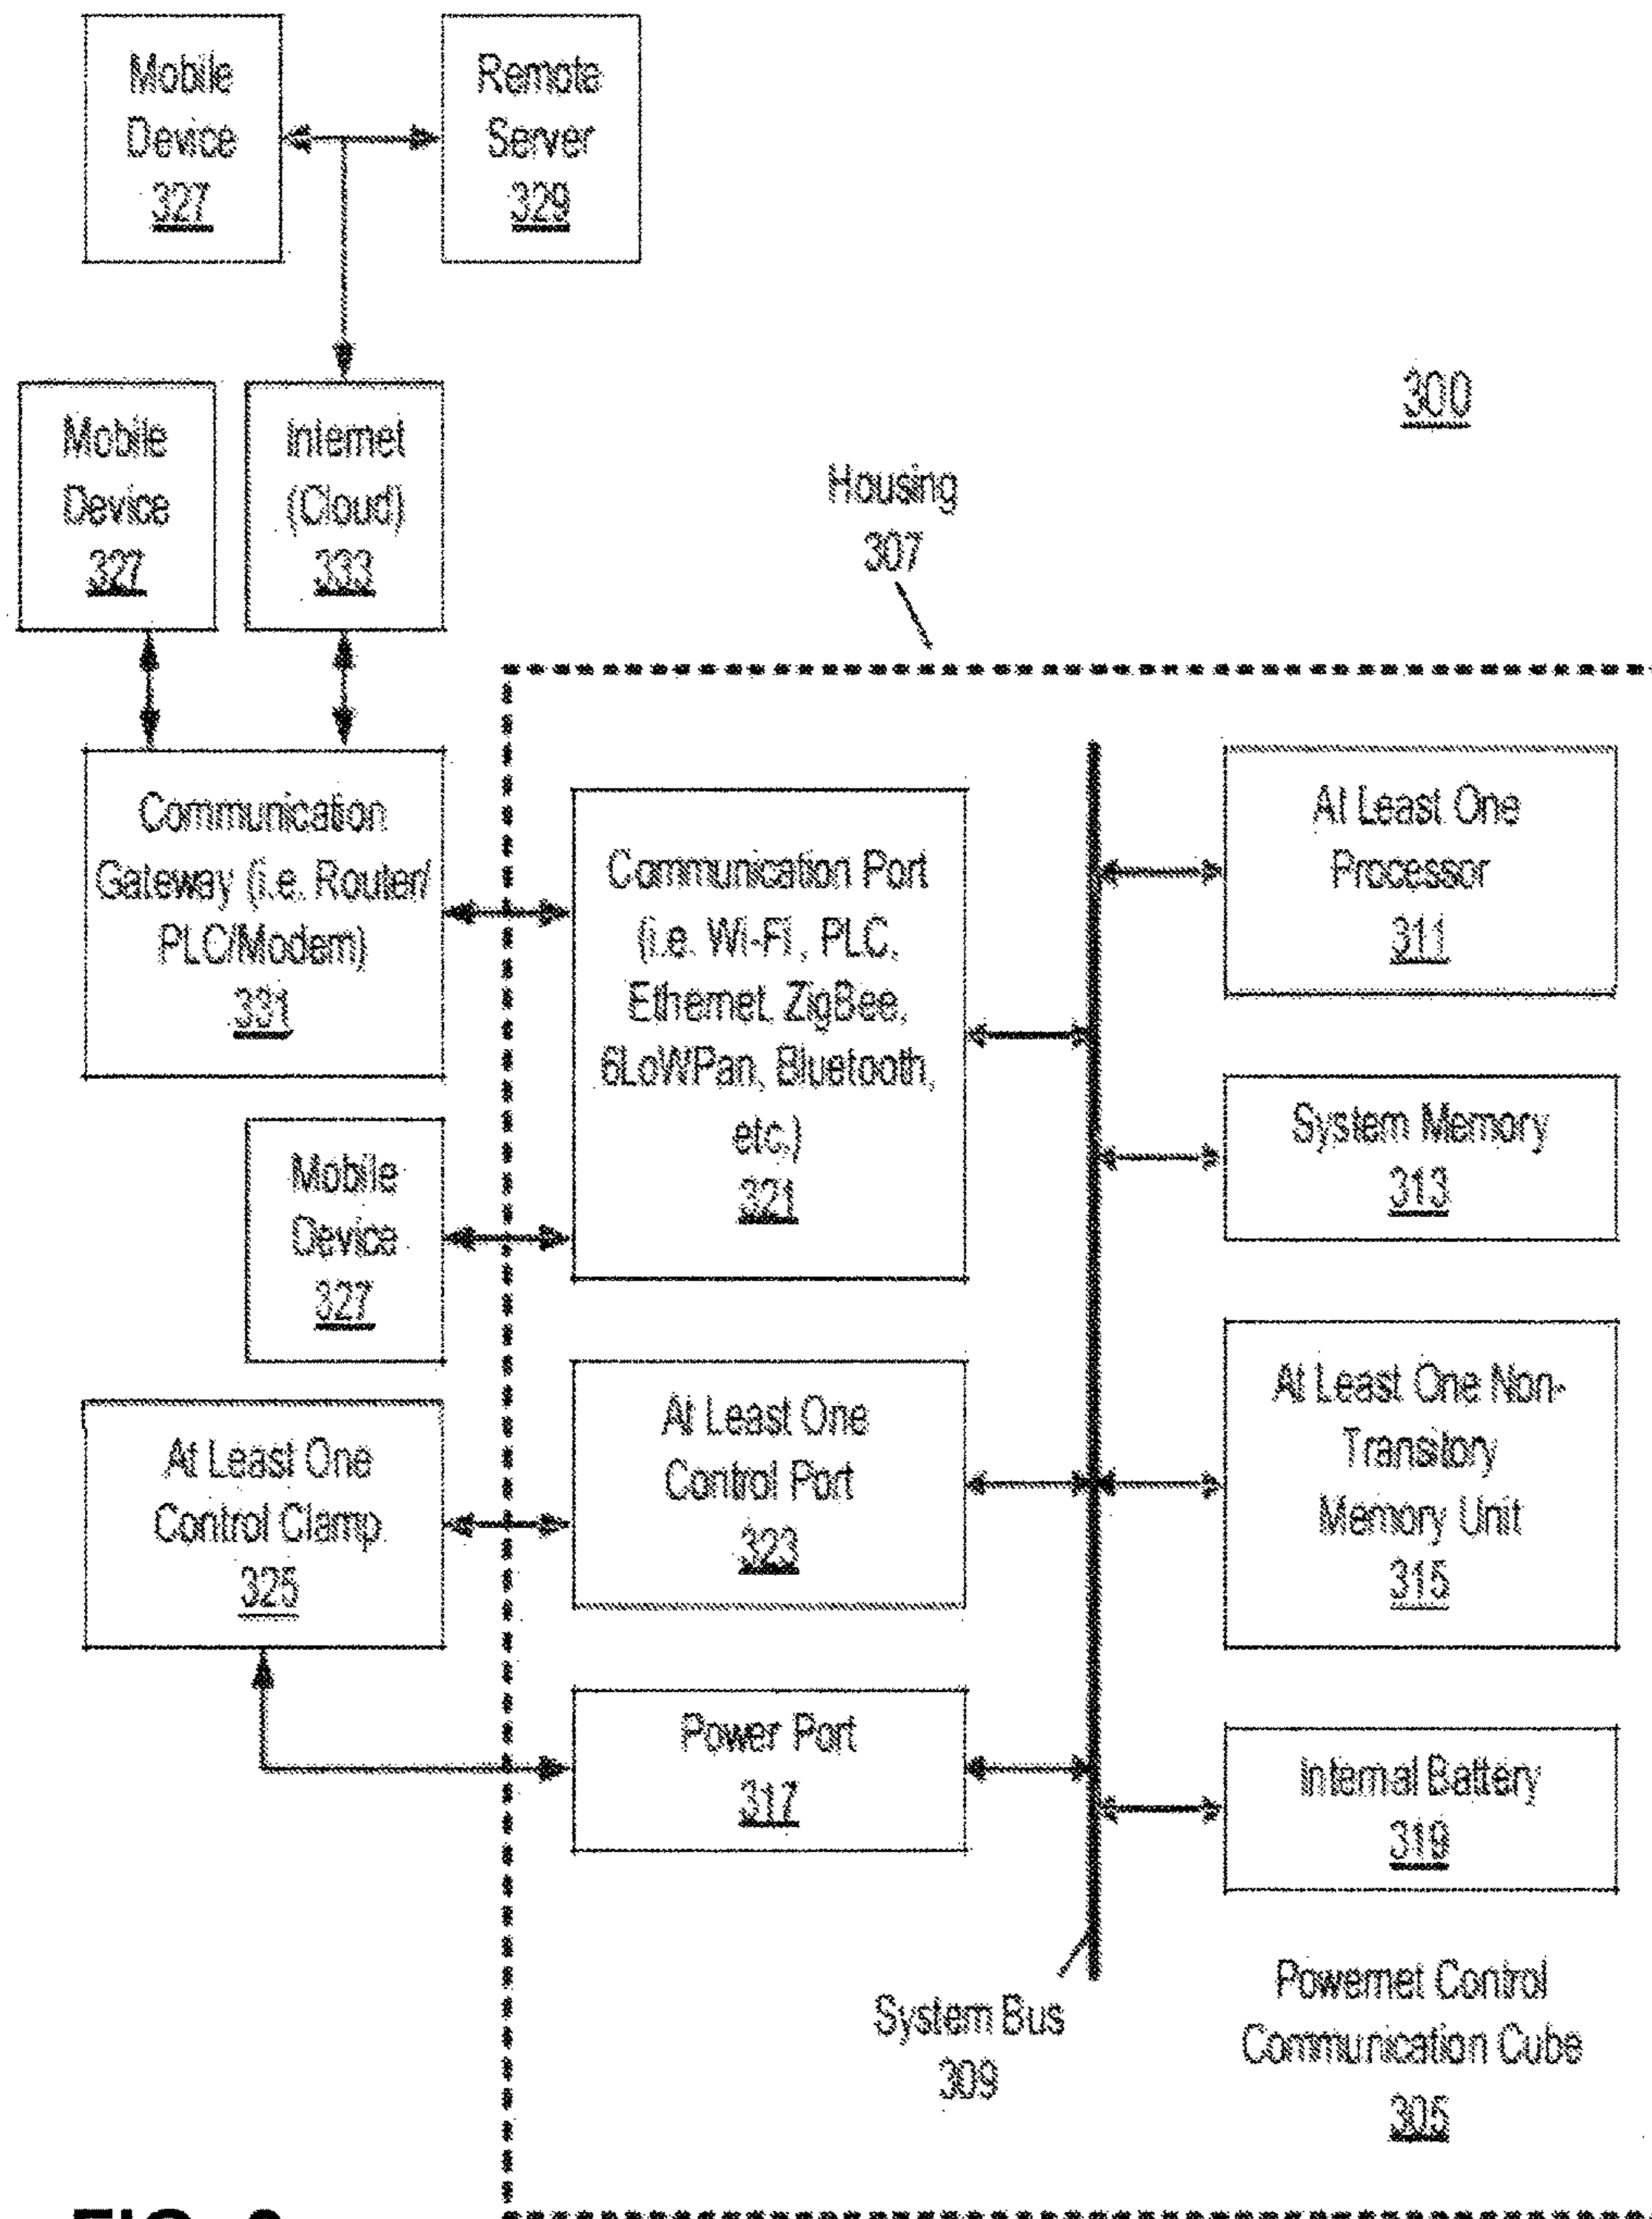 Mobile
Device
327
Remote
Server
329
Mobile
Device
327
Internet
(Cloud)
333
300
Housing
307
Communication
Gateway (i.e. Router/
PLC/Modem)
331
Communication Port
(i.e. Wi-Fi, PLC,
Ethernet, ZigBee,
6LoWPan, Bluetooth,
etc.)
321
At Least One
Processor
311
System Memory
313
Mobile
Device
327
At Least One
Control Clamp
325
At Least One
Control Port
323
At Least One Non-
Transitory
Memory Unit
315
Power Port
317
Internal Battery
319
System Bus
309
Powernet Control
Communication Cube
305